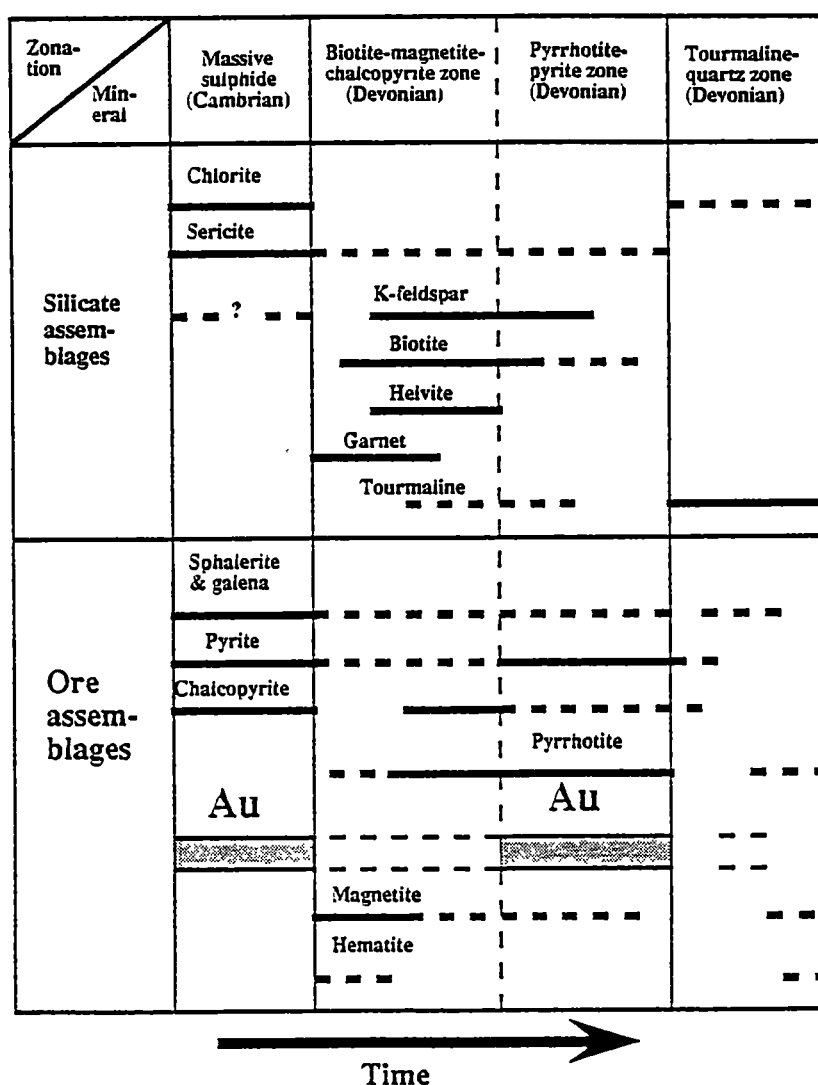 Zona-
tion
Min-
eral
Massive
sulphide
(Cambrian)
Biotite-magnetite-
chalcopyrite zone
(Devonian)
Pyrrhotite-
pyrite zone
(Devonian)
Tourmaline-
quartz zone
(Devonian)
Silicate
assem-
blages
Chlorite
Sericite
?
K-feldspar
Biotite
Helvite
Garnet
Tourmaline
Ore
assem-
blages
Sphalerite
& galena
Pyrite
Chalcopyrite
Pyrrhotite
Au
Au
Magnetite
Hematite
Time